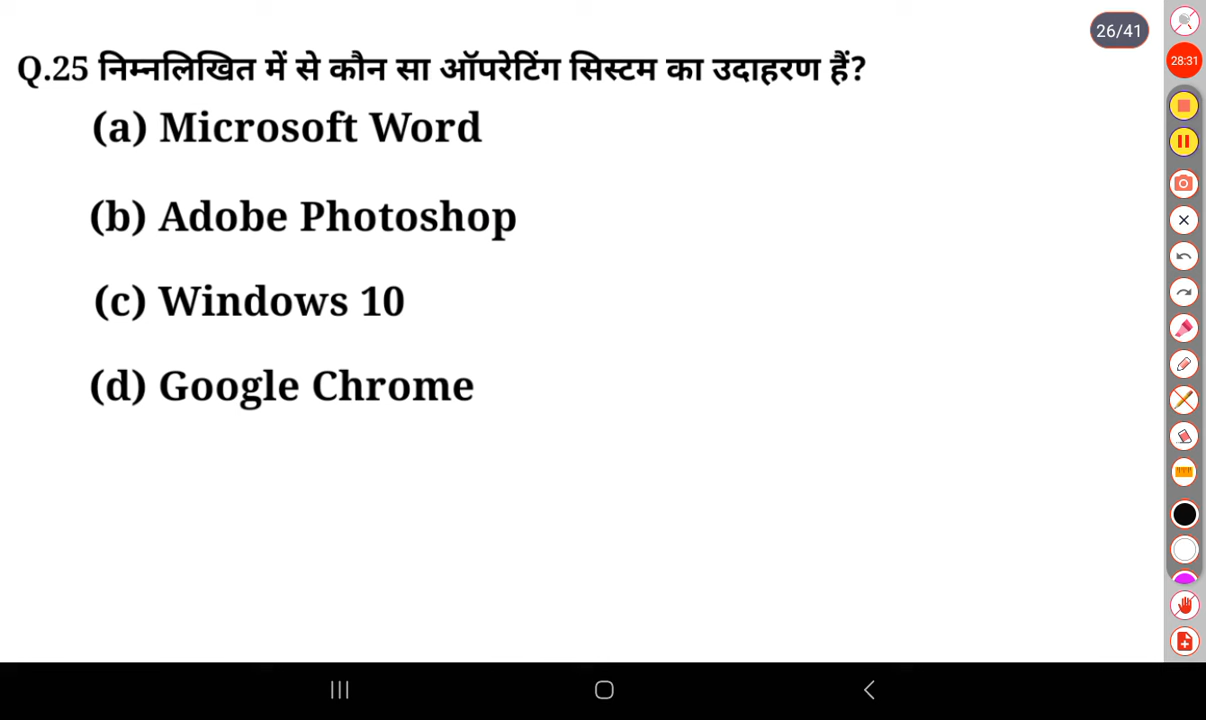 26/41
28:31
Q.25 निम्नलिखित में से कौन सा ऑपरेटिंग सिस्टम का उदाहरण हैं?
(a) Microsoft Word
(b) Adobe Photoshop
(c) Windows 10
(d) Google Chrome